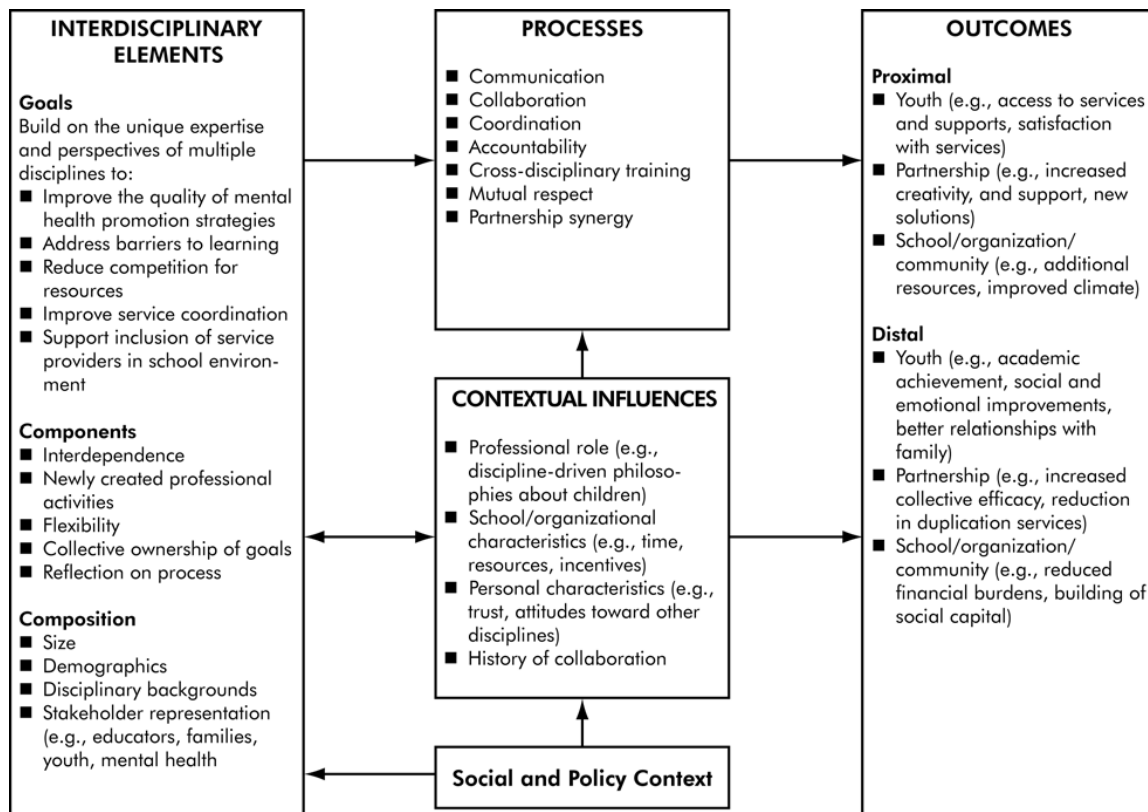 INTERDISCIPLINARY
ELEMENTS
Goals
Build on the unique expertise
and perspectives of multiple
disciplines to:
■ Improve the quality of mental
health promotion strategies
■ Address barriers to learning
■ Reduce competition for
resources
■ Improve service coordination
■ Support inclusion of service
providers in school environ-
ment
Components
■ Interdependence
■ Newly created professional
activities
■ Flexibility
■ Collective ownership of goals
■ Reflection on process
Composition
■ Size
■ Demographics
■ Disciplinary backgrounds
■ Stakeholder representation
(e.g., educators, families,
youth, mental health
PROCESSES
■ Communication
■ Collaboration
■ Coordination
■ Accountability
■ Cross-disciplinary training
■ Mutual respect
■ Partnership synergy
CONTEXTUAL INFLUENCES
■ Professional role (e.g.,
discipline-driven philoso-
phies about children)
■ School/organizational
characteristics (e.g., time,
resources, incentives)
■ Personal characteristics (e.g.,
trust, attitudes toward other
disciplines)
■ History of collaboration
Social and Policy Context
OUTCOMES
Proximal
■ Youth (e.g., access to services
and supports, satisfaction
with services)
■ Partnership (e.g., increased
creativity, and support, new
solutions)
■ School/organization/
community (e.g., additional
resources, improved climate)
Distal
■ Youth (e.g., academic
achievement, social and
emotional improvements,
better relationships with
family)
■ Partnership (e.g., increased
collective efficacy, reduction
in duplication services)
■ School/organization/
community (e.g., reduced
financial burdens, building of
social capital)